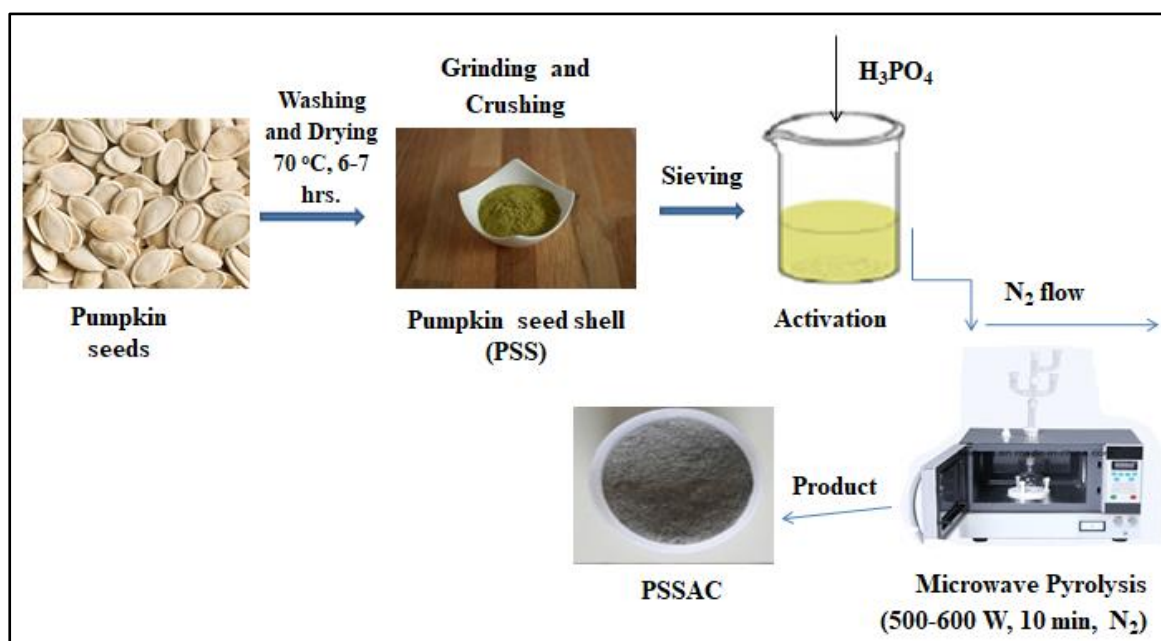 Pumpkin
seeds
Washing
and Drying
70 °C, 6-7
hrs.
Grinding and
Crushing
Pumpkin seed shell
(PSS)
Sieving
H₃PO₄
Activation
N₂ flow
Microwave Pyrolysis
(500-600 W, 10 min, N₂)
Product
PSSAC